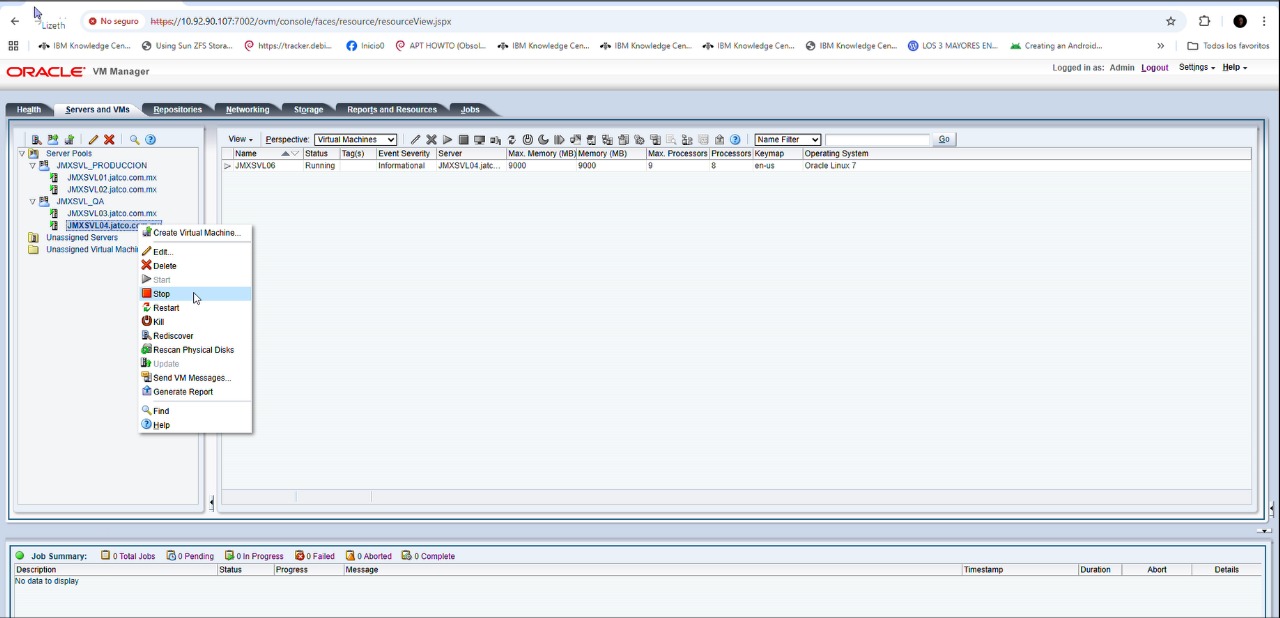 Lizeth
No seguro https://10.92.90.107:7002/ovm/console/faces/resource/resourceView.jspx
IBM Knowledge Cen... Using Sun ZFS Stora... https://tracker.debi... Inicio0 APT HOWTO (Obsol... IBM Knowledge Cen... IBM Knowledge Cen... IBM Knowledge Cen... IBM Knowledge Cen... LOS 3 MAYORES EN... Creating an Android... » Todos los favoritos
ORACLE VM Manager Logged in as: Admin Logout Settings Help
Health Servers and VMs Repositories Networking Storage Reports and Resources Jobs
View Perspective: Virtual Machines Name Filter Go
Name Status Tag(s) Event Severity Server Max. Memory (MB) Memory (MB) Max. Processors Processors Keymap Operating System
JMXSVL06 Running Informational JMXSVL04.jatc... 9000 9000 9 8 en-us Oracle Linux 7
Server Pools
JMXSVL_PRODUCCION
JMXSVL01.jatco.com.mx
JMXSVL02.jatco.com.mx
JMXSVL_QA
JMXSVL03.jatco.com.mx
JMXSVL04.jatco.com.mx
Unassigned Servers
Unassigned Virtual Machin
Create Virtual Machine...
Edit...
Delete
Start
Stop
Restart
Kill
Rediscover
Rescan Physical Disks
Update
Send VM Messages...
Generate Report
Find
Help
Job Summary: 0 Total Jobs 0 Pending 0 In Progress 0 Failed 0 Aborted 0 Complete
Description Status Progress Message Timestamp Duration Abort Details
No data to display